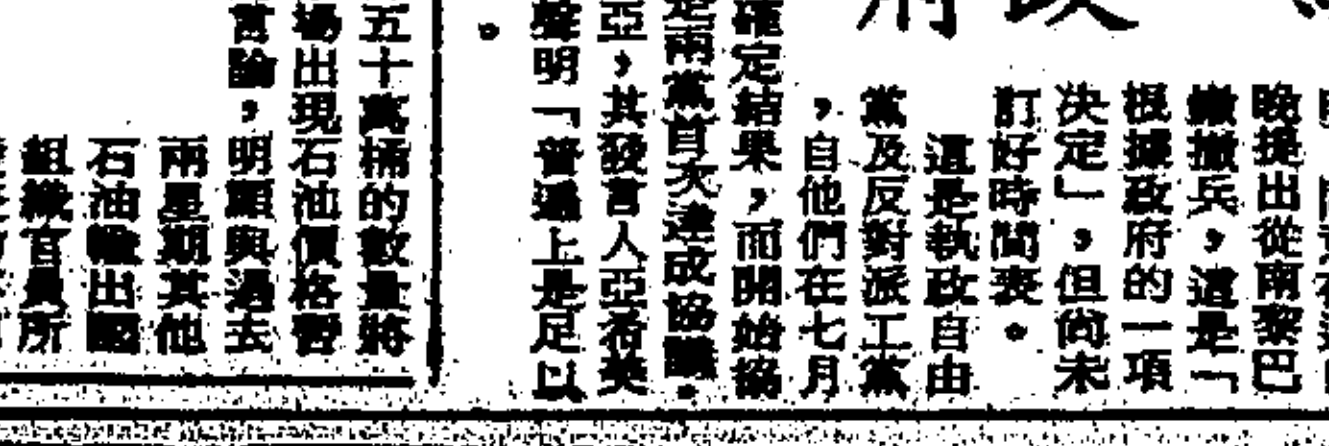 晚提出從南黎巴
嫩撤兵，這是「
根據政府的一項
決定」，但尚未
訂好時間表。
這是執政自由
黨及反對派工黨
，自他們在七月
確定結果，而開始協
兩黨首次達成協議。
亞，其發言人亞希英
聲明「普遍上是足以
。
五十萬桶的數量將
場出現石油價格暫
言論，明顯與過去
兩星期其他
石油輸出國
組織官員所